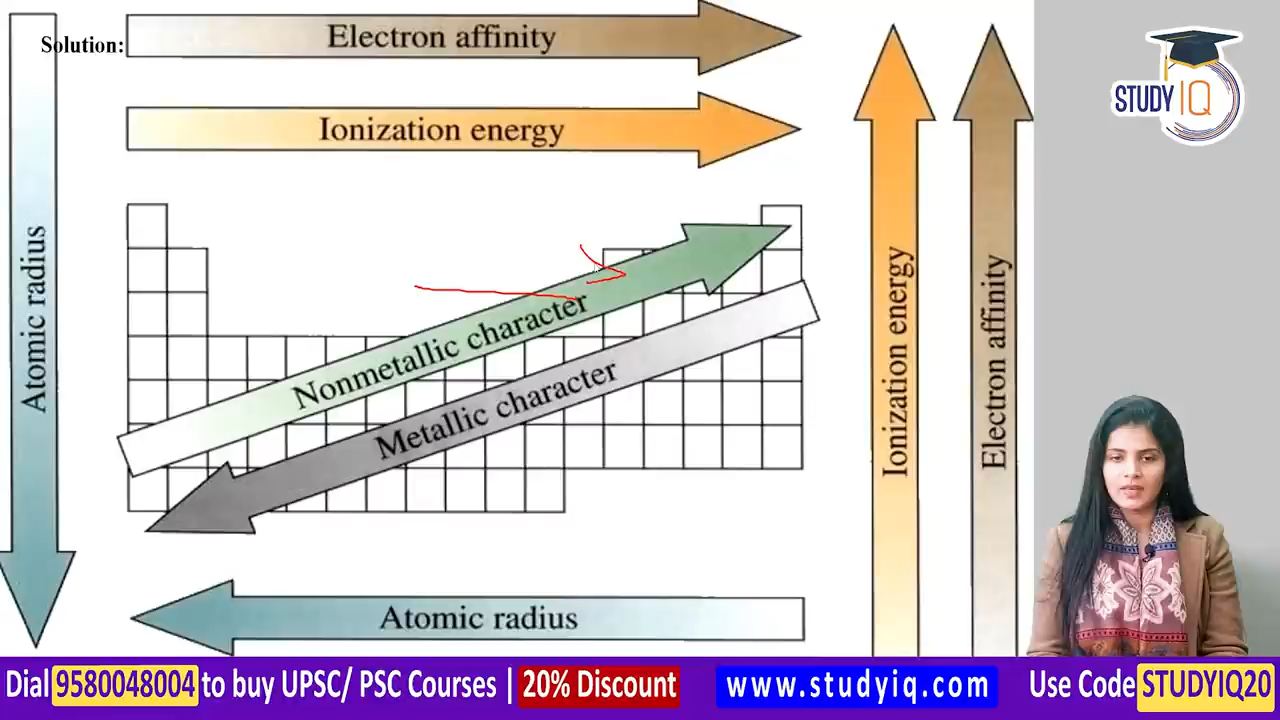 Solution:
Electron affinity
Ionization energy
STUDY IQ
Atomic radius
Nonmetallic character
Metallic character
Ionization energy
Electron affinity
Atomic radius
Dial 9580048004 to buy UPSC/ PSC Courses | 20% Discount www.studyiq.com Use Code STUDYIQ20